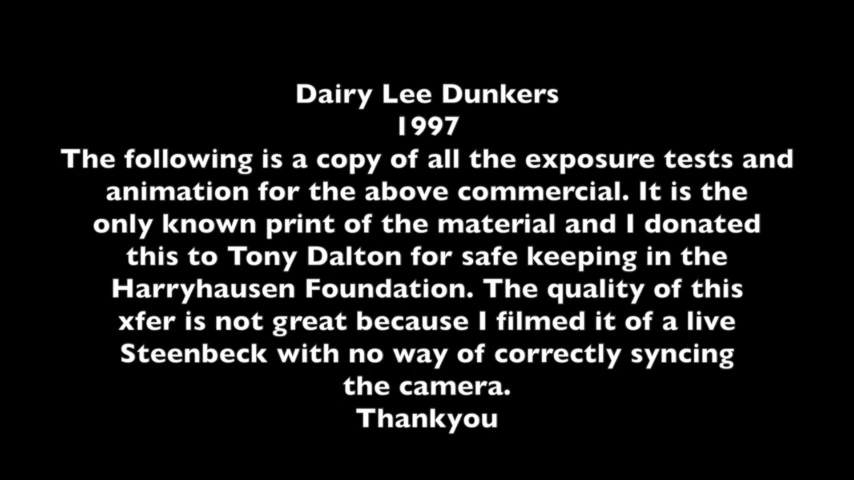 Dairy Lee Dunkers
1997
The following is a copy of all the exposure tests and
animation for the above commercial. It is the
only known print of the material and I donated
this to Tony Dalton for safe keeping in the
Harryhausen Foundation. The quality of this
xfer is not great because I filmed it of a live
Steenbeck with no way of correctly syncing
the camera.
Thankyou